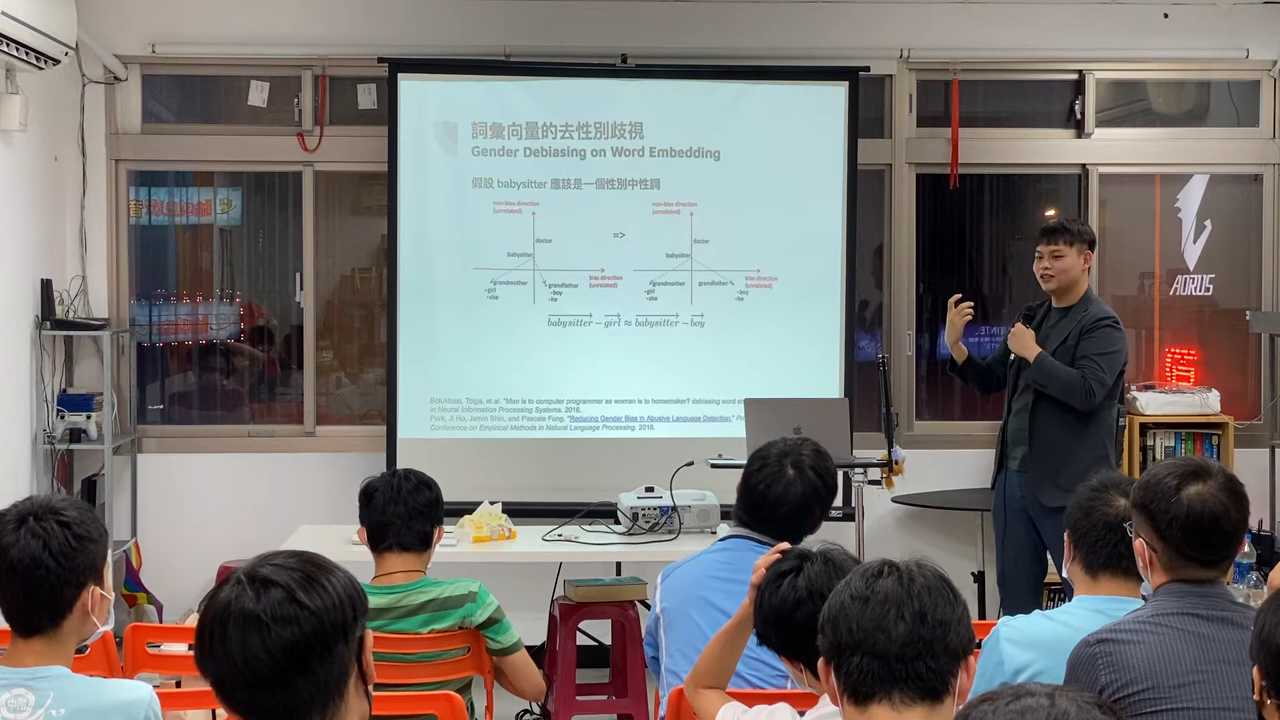 詞彙向量的去性別歧視
Gender Debiasing on Word Embedding
假設 babysitter 應該是一個性別中性詞
non-bias direction
(unrelated)
doctor
babysitter
bias direction
(unrelated)
grandmother
grandfather
girl
she
boy
he
=>
non-bias direction
(unrelated)
doctor
babysitter
bias direction
(unrelated)
grandmother
grandfather
girl
she
boy
he
babysitter − girl ≈ babysitter − boy
Bolukbasi, Tolga, et al. "Man is to computer programmer as woman is to homemaker? debiasing word
in Neural Information Processing Systems. 2016.
Park, Ji Ho, Jamin Shin, and Pascale Fung. "Reducing Gender Bias in Abusive Language Detection."
Conference on Empirical Methods in Natural Language Processing. 2018.
AORUS